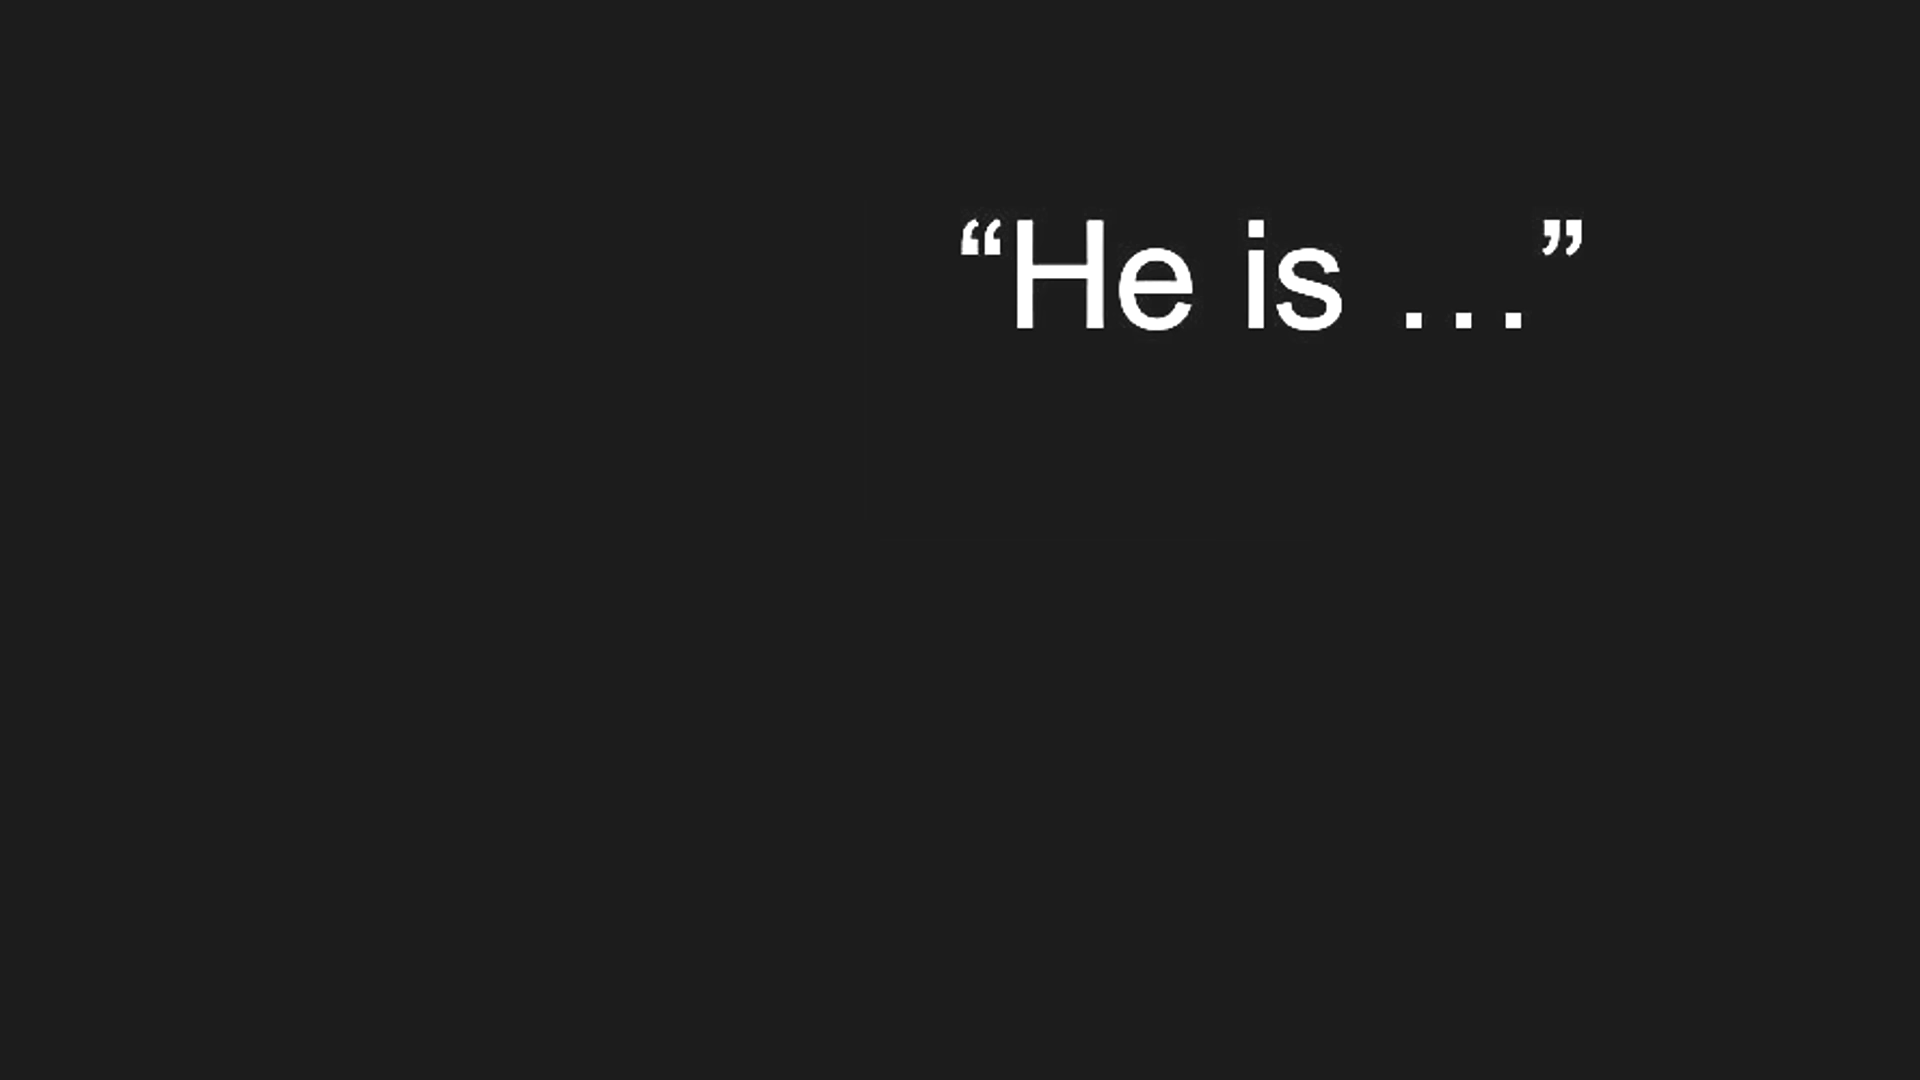 “He is …”